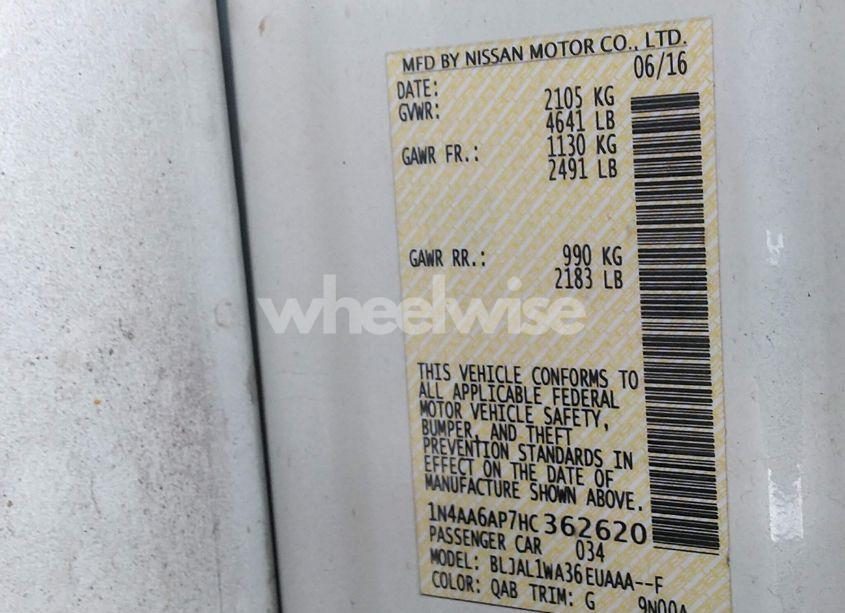 MFD BY NISSAN MOTOR CO., LTD.
DATE: 06/16
GVWR: 2105 KG
4641 LB
GAWR FR.: 1130 KG
2491 LB
GAWR RR.: 990 KG
2183 LB
wheelwise
THIS VEHICLE CONFORMS TO
ALL APPLICABLE FEDERAL
MOTOR VEHICLE SAFETY,
BUMPER, AND THEFT
PREVENTION STANDARDS IN
EFFECT ON THE DATE OF
MANUFACTURE SHOWN ABOVE.
1N4AA6AP7HC362620
PASSENGER CAR 034
MODEL: BLJAL1WA36EUAAA--F
COLOR: QAB TRIM: G 9N00A